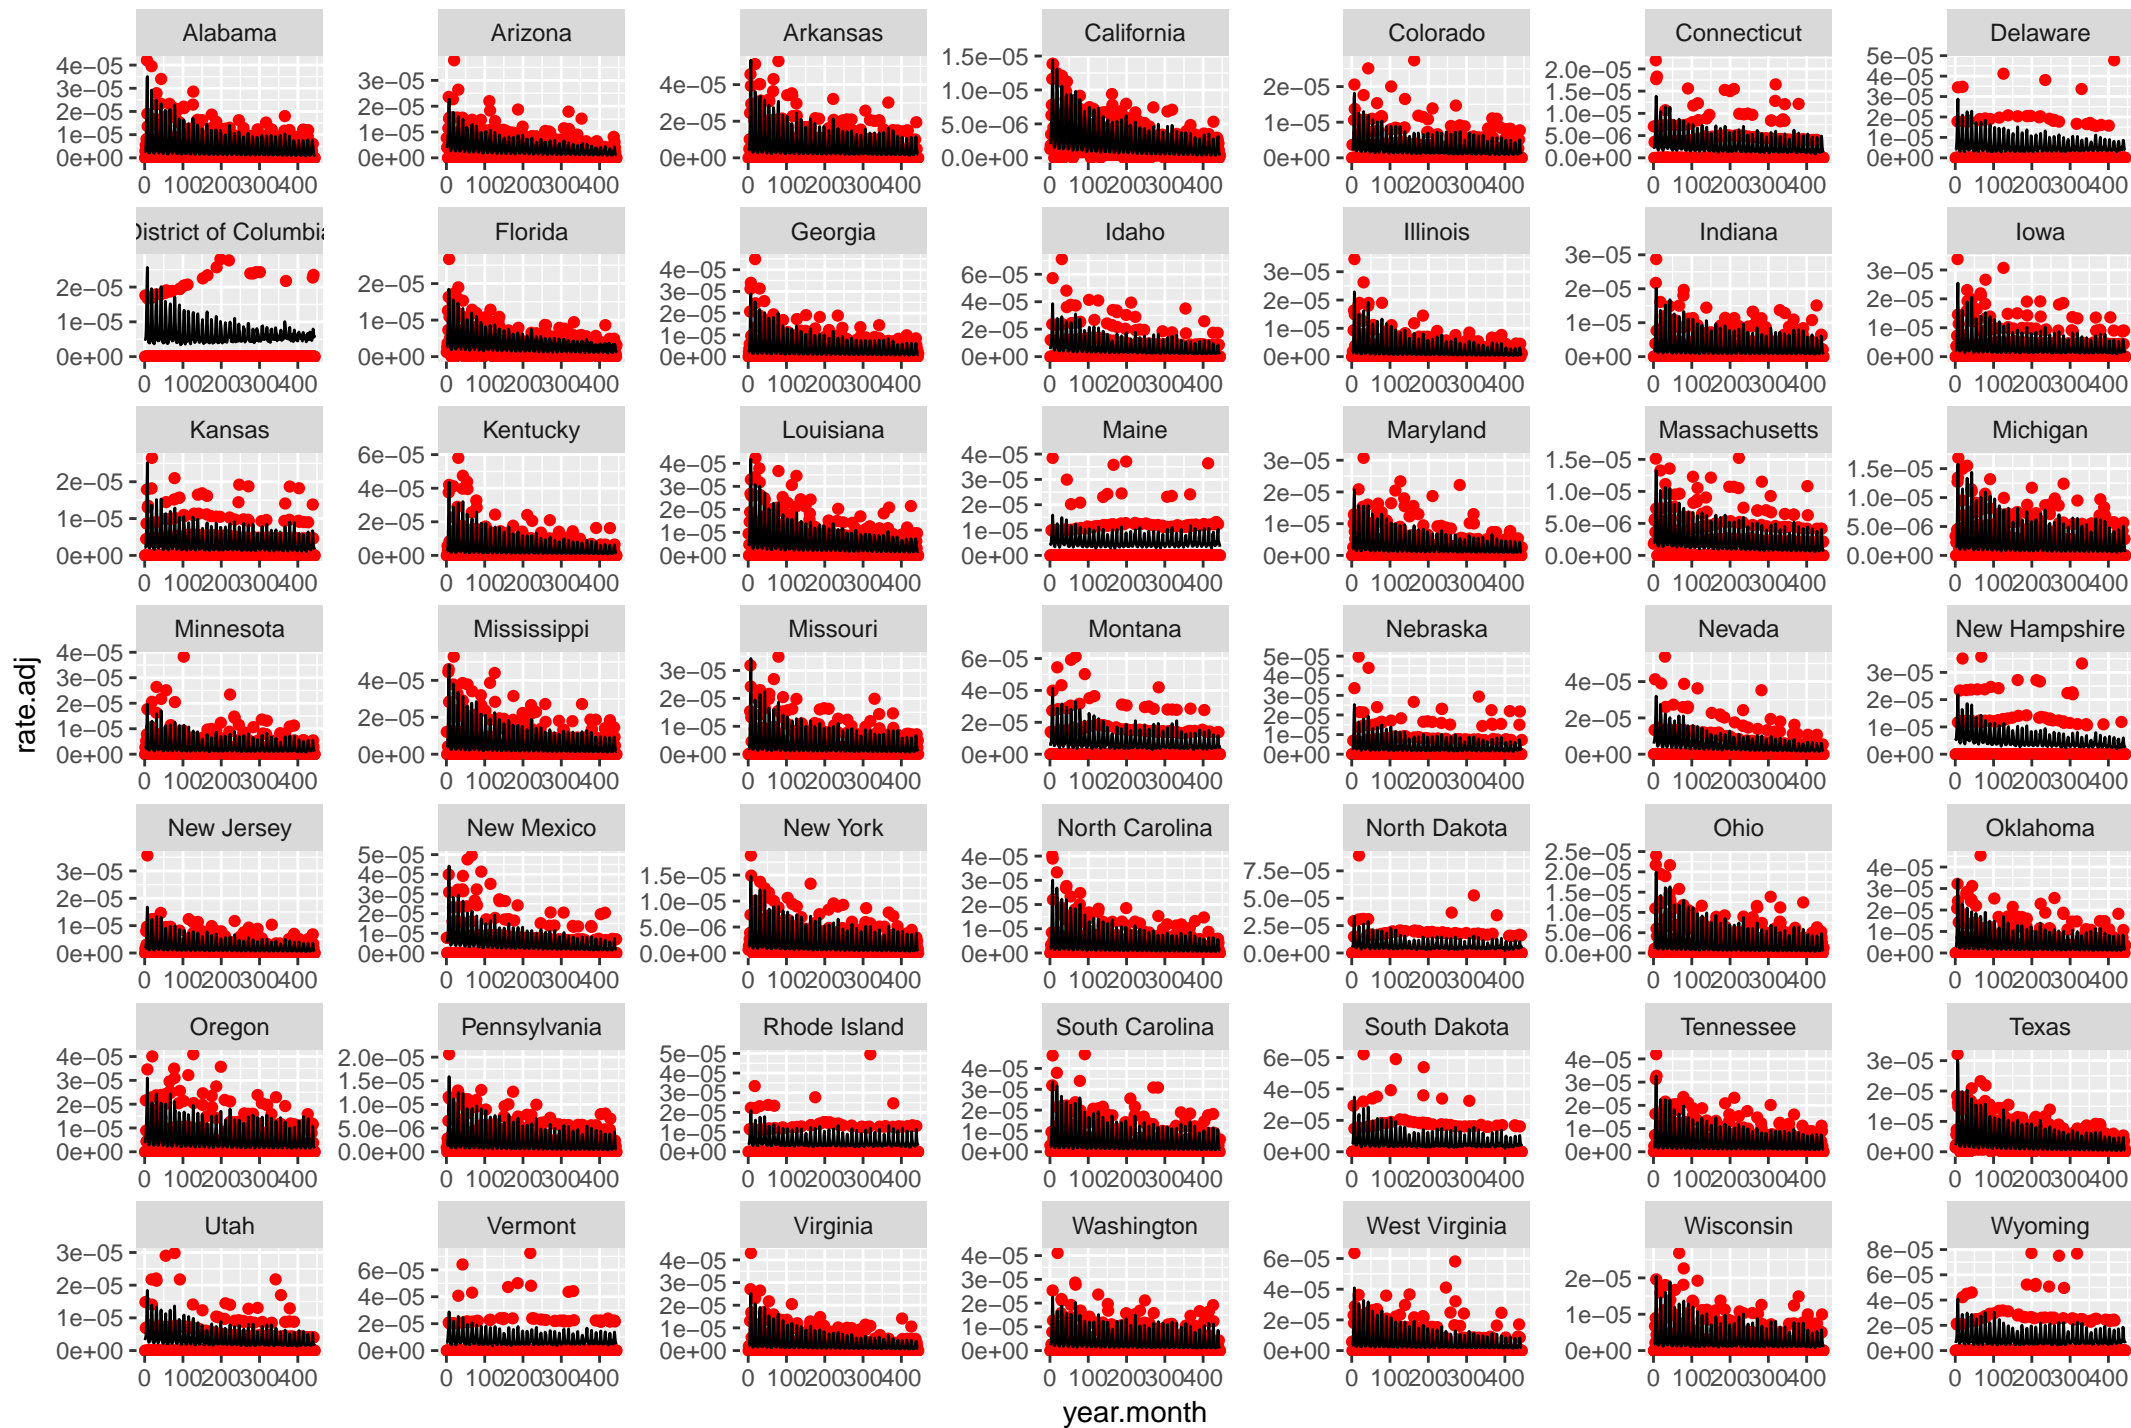 rate.adj
Alabama
4e−05
3e−05
2e−05
1e−05
0e+00
0 100200300400
Arizona
3e−05
2e−05
1e−05
0e+00
0 100200300400
Arkansas
4e−05
2e−05
0e+00
0 100200300400
California
1.5e−05
1.0e−05
5.0e−06
0.0e+00
0 100200300400
Colorado
2e−05
1e−05
0e+00
0 100200300400
Connecticut
2.0e−05
1.5e−05
1.0e−05
5.0e−06
0.0e+00
0 100200300400
Delaware
5e−05
4e−05
3e−05
2e−05
1e−05
0e+00
0 100200300400
District of Columbia
2e−05
1e−05
0e+00
0 100200300400
Florida
2e−05
1e−05
0e+00
0 100200300400
Georgia
4e−05
3e−05
2e−05
1e−05
0e+00
0 100200300400
Idaho
6e−05
4e−05
2e−05
0e+00
0 100200300400
Illinois
3e−05
2e−05
1e−05
0e+00
0 100200300400
Indiana
3e−05
2e−05
1e−05
0e+00
0 100200300400
Iowa
3e−05
2e−05
1e−05
0e+00
0 100200300400
Kansas
2e−05
1e−05
0e+00
0 100200300400
Kentucky
6e−05
4e−05
2e−05
0e+00
0 100200300400
Louisiana
4e−05
3e−05
2e−05
1e−05
0e+00
0 100200300400
Maine
4e−05
3e−05
2e−05
1e−05
0e+00
0 100200300400
Maryland
3e−05
2e−05
1e−05
0e+00
0 100200300400
Massachusetts
1.5e−05
1.0e−05
5.0e−06
0.0e+00
0 100200300400
Michigan
1.5e−05
1.0e−05
5.0e−06
0.0e+00
0 100200300400
Minnesota
4e−05
3e−05
2e−05
1e−05
0e+00
0 100200300400
Mississippi
4e−05
2e−05
0e+00
0 100200300400
Missouri
3e−05
2e−05
1e−05
0e+00
0 100200300400
Montana
6e−05
4e−05
2e−05
0e+00
0 100200300400
Nebraska
5e−05
4e−05
3e−05
2e−05
1e−05
0e+00
0 100200300400
Nevada
4e−05
2e−05
0e+00
0 100200300400
New Hampshire
3e−05
2e−05
1e−05
0e+00
0 100200300400
New Jersey
3e−05
2e−05
1e−05
0e+00
0 100200300400
New Mexico
5e−05
4e−05
3e−05
2e−05
1e−05
0e+00
0 100200300400
New York
1.5e−05
1.0e−05
5.0e−06
0.0e+00
0 100200300400
North Carolina
4e−05
3e−05
2e−05
1e−05
0e+00
0 100200300400
North Dakota
7.5e−05
5.0e−05
2.5e−05
0.0e+00
0 100200300400
Ohio
2.5e−05
2.0e−05
1.5e−05
1.0e−05
5.0e−06
0.0e+00
0 100200300400
Oklahoma
4e−05
3e−05
2e−05
1e−05
0e+00
0 100200300400
Oregon
4e−05
3e−05
2e−05
1e−05
0e+00
0 100200300400
Pennsylvania
2.0e−05
1.5e−05
1.0e−05
5.0e−06
0.0e+00
0 100200300400
Rhode Island
5e−05
4e−05
3e−05
2e−05
1e−05
0e+00
0 100200300400
South Carolina
4e−05
3e−05
2e−05
1e−05
0e+00
0 100200300400
South Dakota
6e−05
4e−05
2e−05
0e+00
0 100200300400
Tennessee
4e−05
3e−05
2e−05
1e−05
0e+00
0 100200300400
Texas
3e−05
2e−05
1e−05
0e+00
0 100200300400
Utah
3e−05
2e−05
1e−05
0e+00
0 100200300400
Vermont
6e−05
4e−05
2e−05
0e+00
0 100200300400
Virginia
4e−05
3e−05
2e−05
1e−05
0e+00
0 100200300400
Washington
4e−05
3e−05
2e−05
1e−05
0e+00
0 100200300400
West Virginia
6e−05
4e−05
2e−05
0e+00
0 100200300400
Wisconsin
2e−05
1e−05
0e+00
0 100200300400
Wyoming
8e−05
6e−05
4e−05
2e−05
0e+00
0 100200300400
year.month